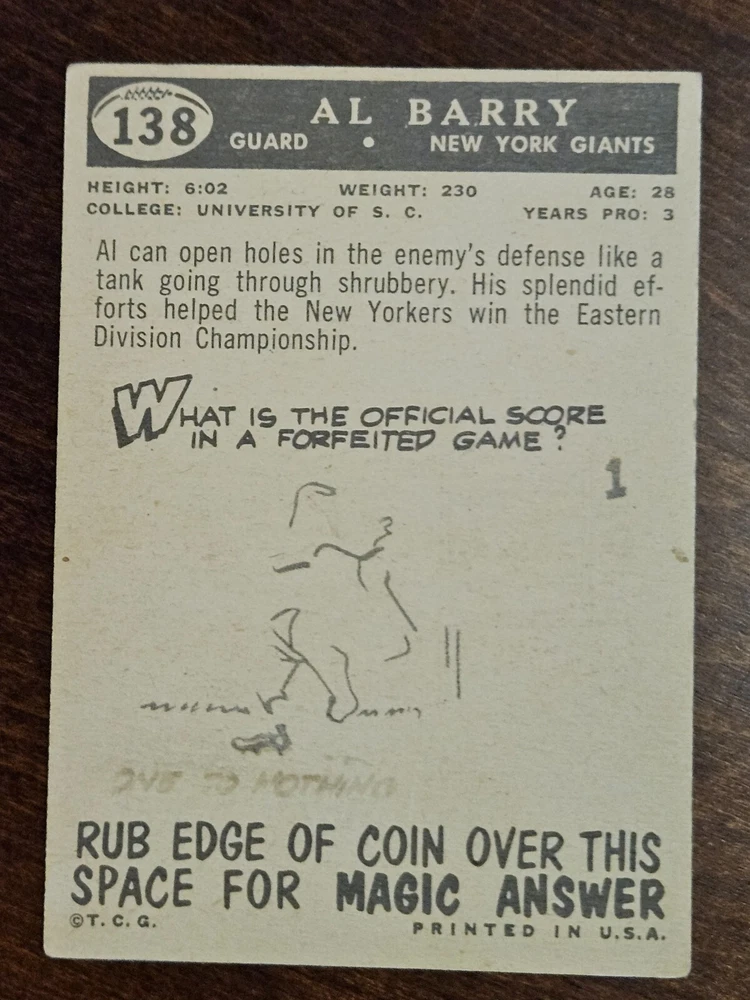 138
AL BARRY
GUARD • NEW YORK GIANTS
HEIGHT: 6:02 WEIGHT: 230 AGE: 28
COLLEGE: UNIVERSITY OF S. C. YEARS PRO: 3
Al can open holes in the enemy's defense like a
tank going through shrubbery. His splendid ef-
forts helped the New Yorkers win the Eastern
Division Championship.
WHAT IS THE OFFICIAL SCORE
IN A FORFEITED GAME?
1
ONE TO NOTHING
RUB EDGE OF COIN OVER THIS
SPACE FOR MAGIC ANSWER
©T. C. G.
PRINTED IN U.S.A.